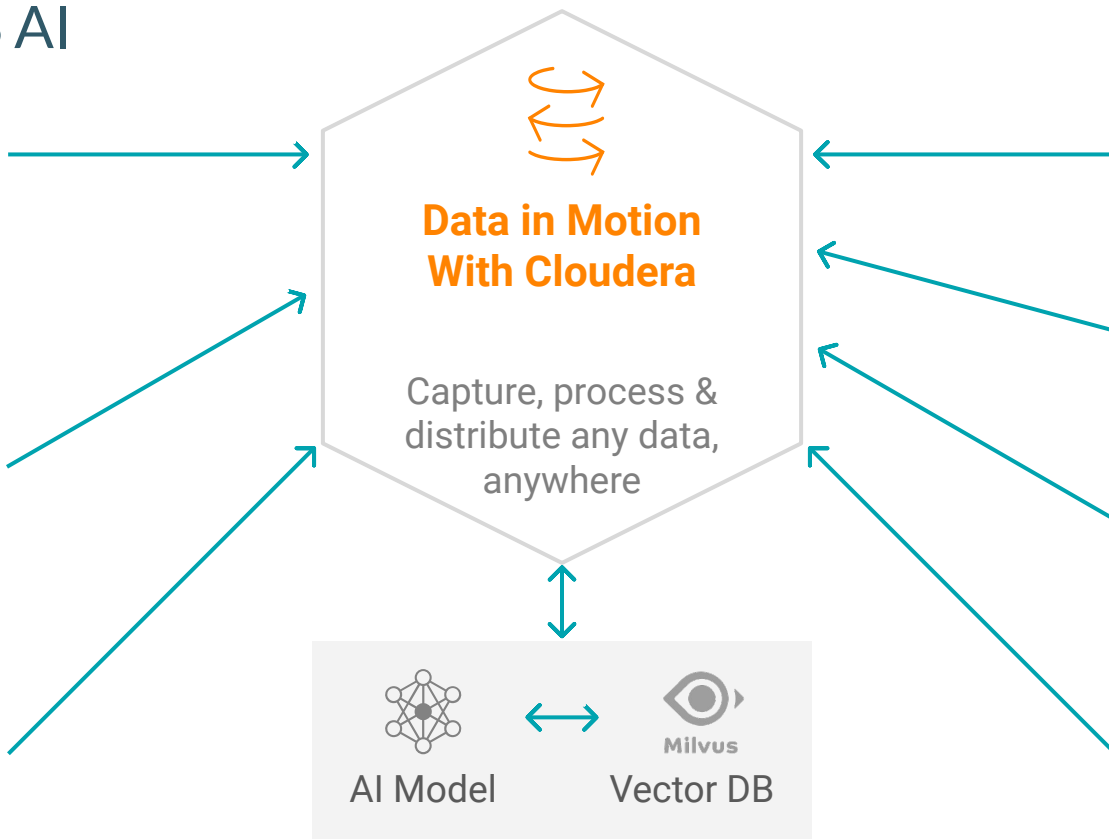 AI
Data in Motion
With Cloudera
Capture, process &
distribute any data,
anywhere
Milvus
AI Model
Vector DB